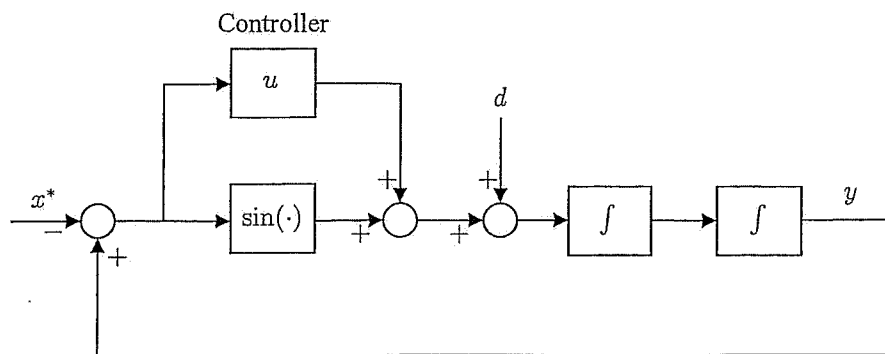 Controller
u
d
x*
−
+
sin(·)
+
+
+
+
∫
∫
y